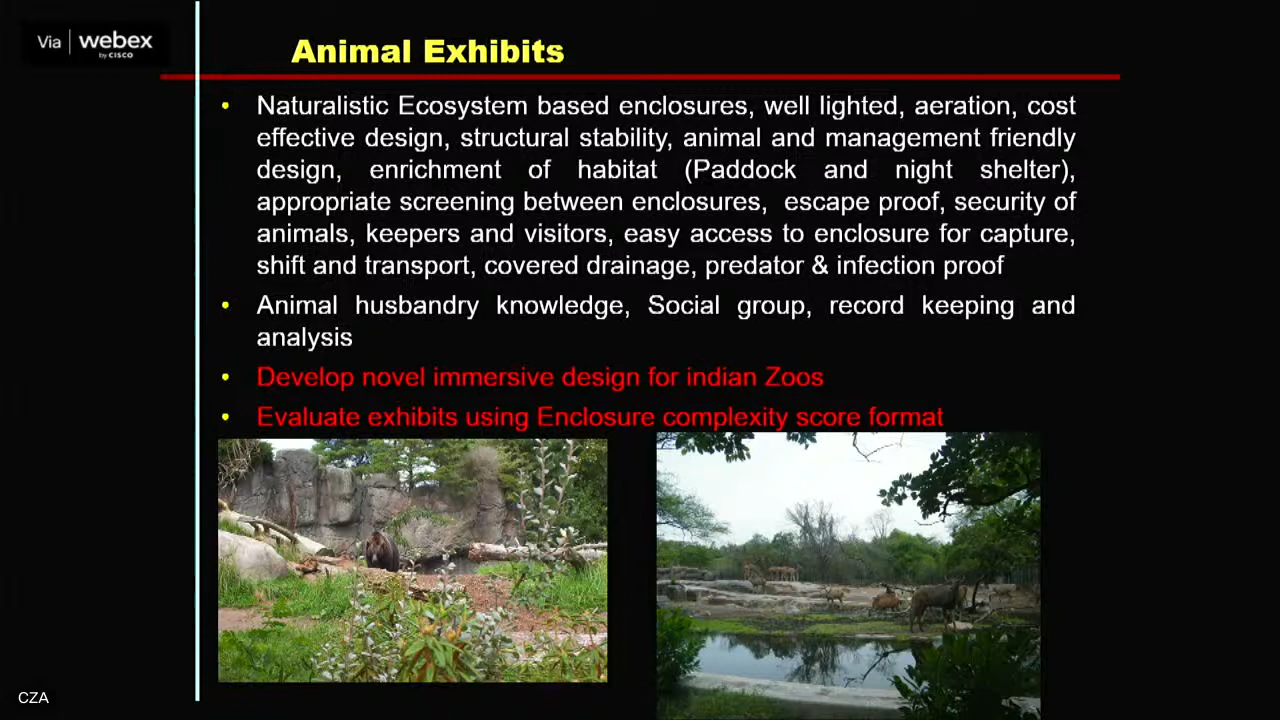 Via | webex
by CISCO
Animal Exhibits
• Naturalistic Ecosystem based enclosures, well lighted, aeration, cost
effective design, structural stability, animal and management friendly
design, enrichment of habitat (Paddock and night shelter),
appropriate screening between enclosures, escape proof, security of
animals, keepers and visitors, easy access to enclosure for capture,
shift and transport, covered drainage, predator & infection proof
• Animal husbandry knowledge, Social group, record keeping and
analysis
• Develop novel immersive design for indian Zoos
• Evaluate exhibits using Enclosure complexity score format
CZA